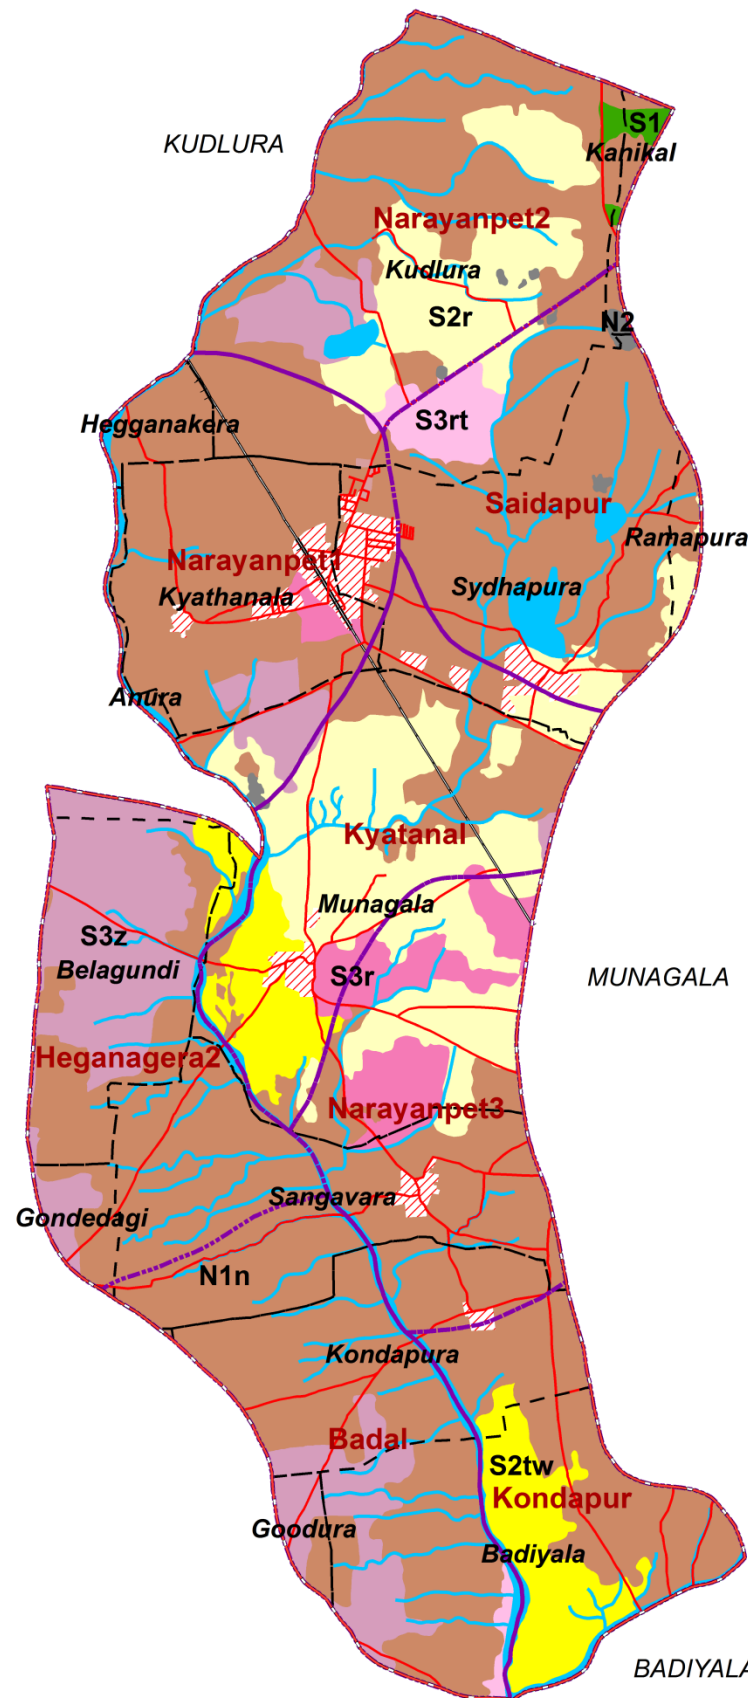 S1
KUDLURA
Kanikal
Narayanpet2
Kudlura
S2r
N2
S3rt
Hegganakera
Saidapur
Ramapura
Narayanpet1
Sydhapura
Kyathanala
Anura
Kyatanal
Munagala
S3z
Belagundi
S3r
MUNAGALA
Heganagera2
Narayanpet3
Sangavara
Gondedagi
N1n
Kondapura
Badal
S2tw
Kondapur
Goodura
Badiyala
BADIYALA